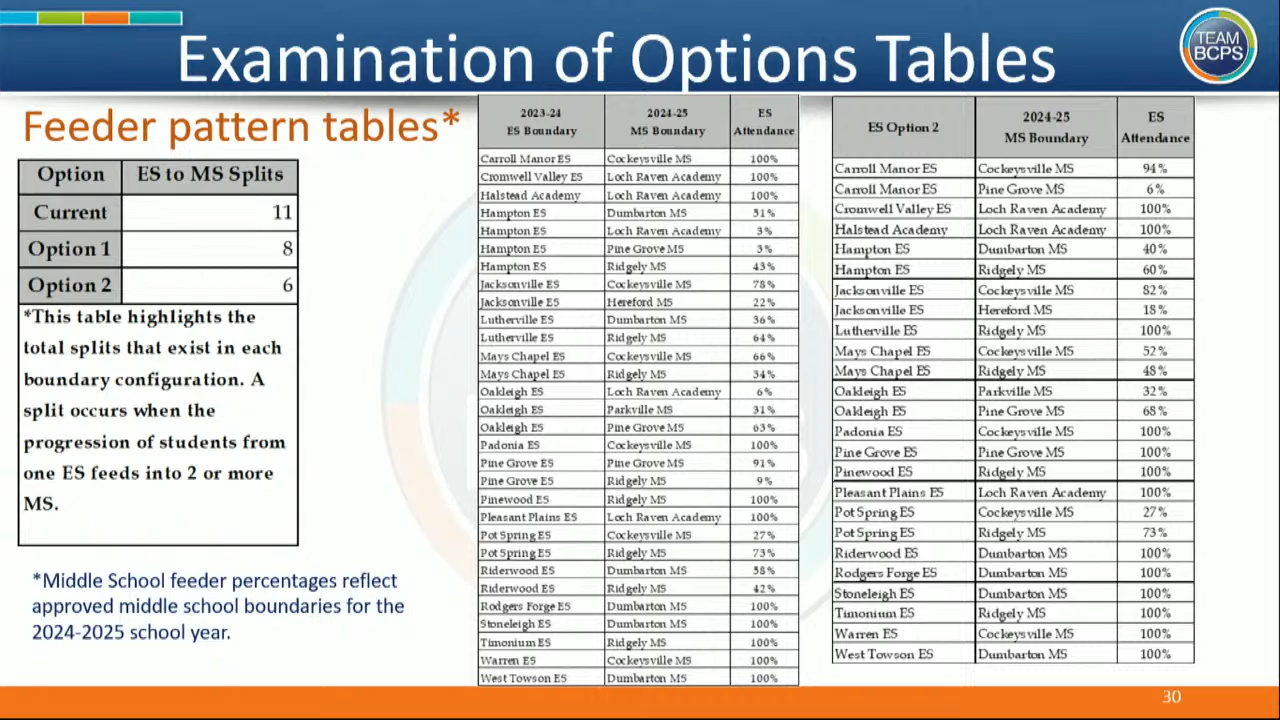 Examination of Options Tables
TEAM
BCPS
Feeder pattern tables*
Option ES to MS Splits
Current 11
Option 1 8
Option 2 6
*This table highlights the
total splits that exist in each
boundary configuration. A
split occurs when the
progression of students from
one ES feeds into 2 or more
MS.
*Middle School feeder percentages reflect
approved middle school boundaries for the
2024-2025 school year.
2023-24 2024-25 ES
ES Boundary MS Boundary Attendance
Carroll Manor ES Cockeysville MS 100%
Cromwell Valley ES Loch Raven Academy 100%
Halstead Academy Loch Raven Academy 100%
Hampton ES Dumbarton MS 51%
Hampton ES Loch Raven Academy 3%
Hampton ES Pine Grove MS 3%
Hampton ES Ridgely MS 43%
Jacksonville ES Cockeysville MS 78%
Jacksonville ES Hereford MS 22%
Lutherville ES Dumbarton MS 36%
Lutherville ES Ridgely MS 64%
Mays Chapel ES Cockeysville MS 66%
Mays Chapel ES Ridgely MS 34%
Oakleigh ES Loch Raven Academy 6%
Oakleigh ES Parkville MS 31%
Oakleigh ES Pine Grove MS 63%
Padonia ES Cockeysville MS 100%
Pine Grove ES Pine Grove MS 91%
Pine Grove ES Ridgely MS 9%
Pinewood ES Ridgely MS 100%
Pleasant Plains ES Loch Raven Academy 100%
Pot Spring ES Cockeysville MS 27%
Pot Spring ES Ridgely MS 73%
Riderwood ES Dumbarton MS 58%
Riderwood ES Ridgely MS 42%
Rodgers Forge ES Dumbarton MS 100%
Stoneleigh ES Dumbarton MS 100%
Timonium ES Ridgely MS 100%
Warren ES Cockeysville MS 100%
West Towson ES Dumbarton MS 100%
ES Option 2 2024-25 ES
MS Boundary Attendance
Carroll Manor ES Cockeysville MS 94%
Carroll Manor ES Pine Grove MS 6%
Cromwell Valley ES Loch Raven Academy 100%
Halstead Academy Loch Raven Academy 100%
Hampton ES Dumbarton MS 40%
Hampton ES Ridgely MS 60%
Jacksonville ES Cockeysville MS 82%
Jacksonville ES Hereford MS 18%
Lutherville ES Ridgely MS 100%
Mays Chapel ES Cockeysville MS 52%
Mays Chapel ES Ridgely MS 48%
Oakleigh ES Parkville MS 32%
Oakleigh ES Pine Grove MS 68%
Padonia ES Cockeysville MS 100%
Pine Grove ES Pine Grove MS 100%
Pinewood ES Ridgely MS 100%
Pleasant Plains ES Loch Raven Academy 100%
Pot Spring ES Cockeysville MS 27%
Pot Spring ES Ridgely MS 73%
Riderwood ES Dumbarton MS 100%
Rodgers Forge ES Dumbarton MS 100%
Stoneleigh ES Dumbarton MS 100%
Timonium ES Ridgely MS 100%
Warren ES Cockeysville MS 100%
West Towson ES Dumbarton MS 100%
30